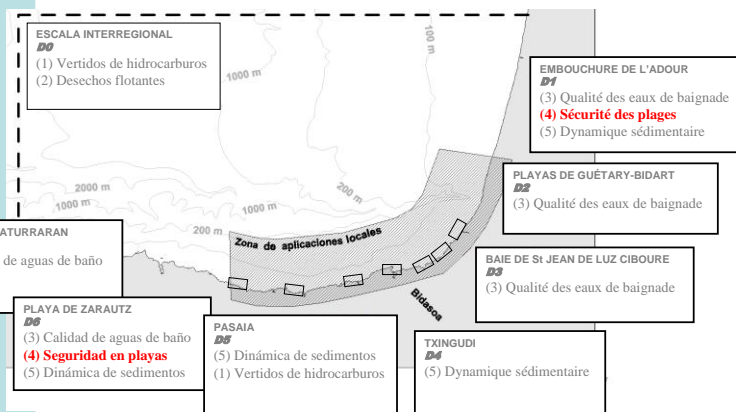 ESCALA INTERREGIONAL
D0
(1) Vertidos de hidrocarburos
(2) Desechos flotantes
100 m
1000 m
EMBOUCHURE DE L'ADOUR
D1
(3) Qualité des eaux de baignade
(4) Sécurité des plages
(5) Dynamique sédimentaire
PLAYAS DE GUÉTARY-BIDART
D2
(3) Qualité des eaux de baignade
2000 m
1000 m
1000 m
200 m
200 m
Zona de aplicaciones locales
ATURRARAN
de aguas de baño
BAIE DE St JEAN DE LUZ CIBOURE
D3
(3) Qualité des eaux de baignade
Bidasoa
PLAYA DE ZARAUTZ
D6
(3) Calidad de aguas de baño
(4) Seguridad en playas
(5) Dinámica de sedimentos
PASAIA
D5
(5) Dinámica de sedimentos
(1) Vertidos de hidrocarburos
TXINGUDI
D4
(5) Dynamique sédimentaire